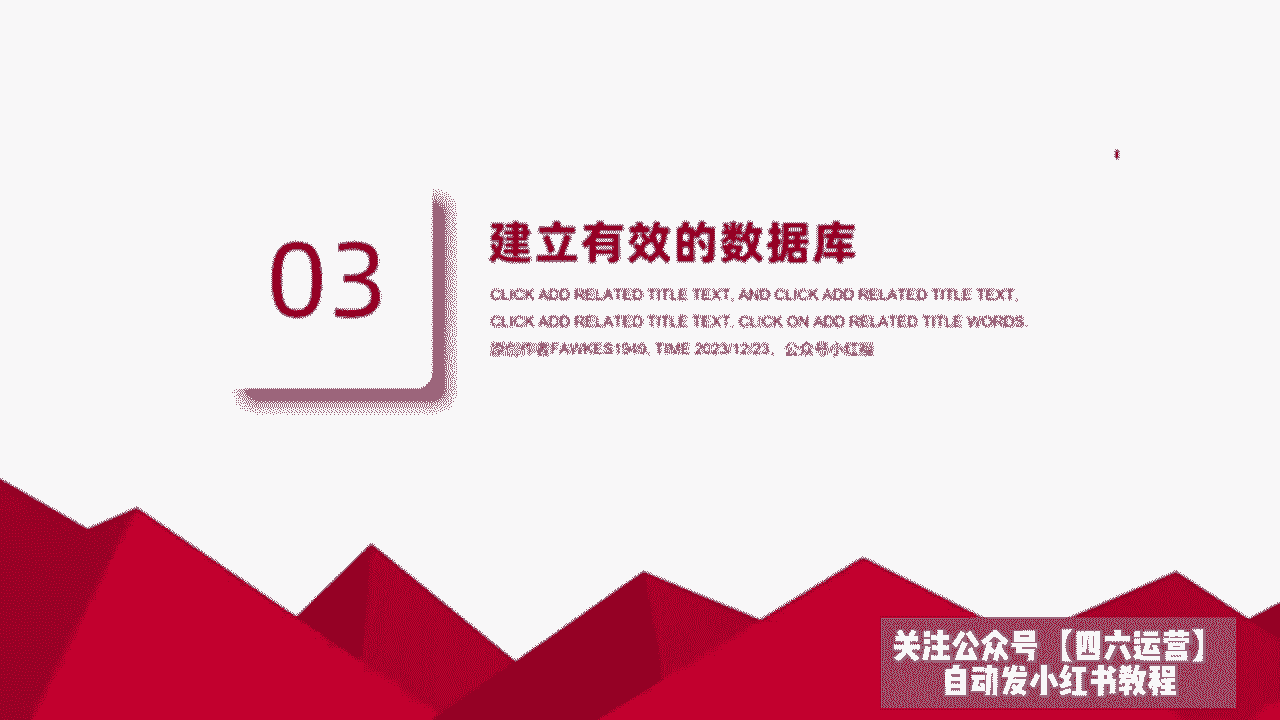 03
建立有效的数据库
CLICK ADD RELATED TITLE TEXT, AND CLICK ADD RELATED TITLE TEXT,
CLICK ADD RELATED TITLE TEXT, CLICK ON ADD RELATED TITLE WORDS.
原创作者FAWKES1949, TIME 2023/12/23，公众号小红程
关注公众号【四六运营】
自动发小红书教程